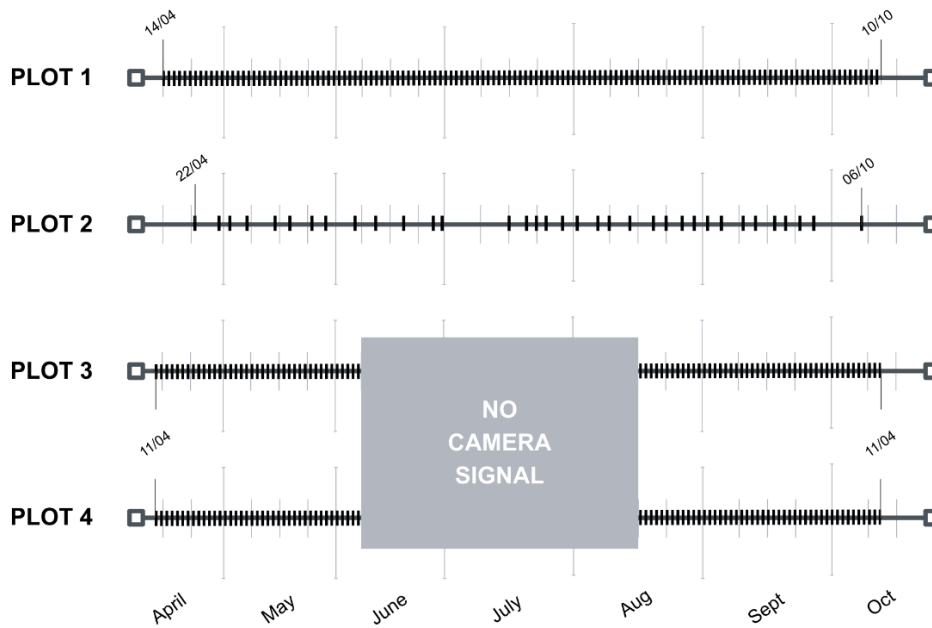 14/04
10/10
PLOT 1
22/04
06/10
PLOT 2
PLOT 3
NO
CAMERA
SIGNAL
11/04
11/04
PLOT 4
April
May
June
July
Aug
Sept
Oct